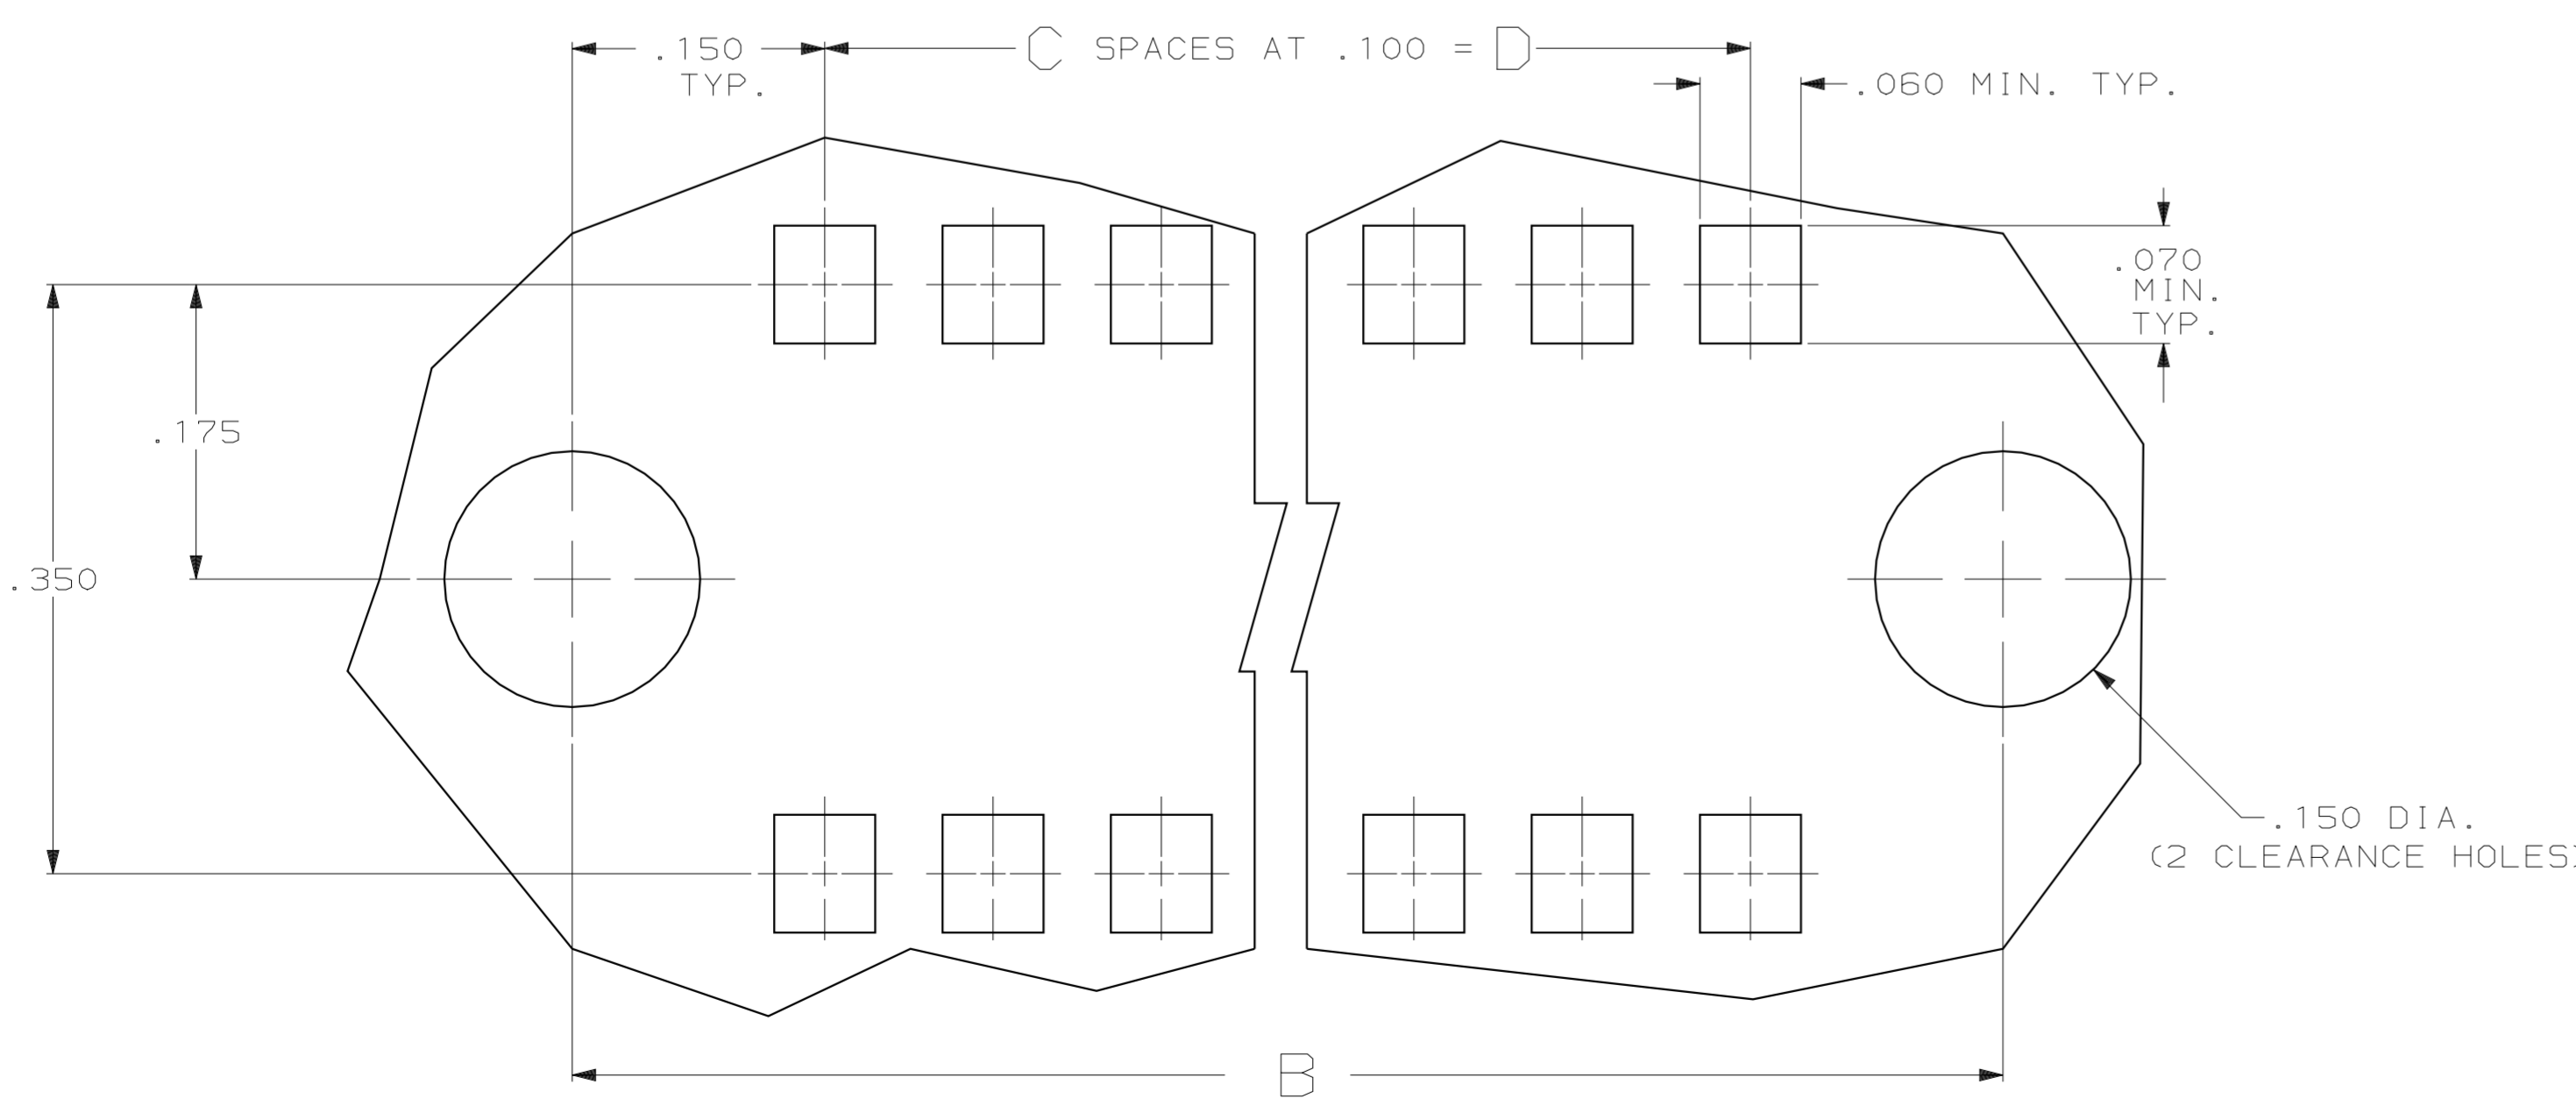 .150
TYP.
C SPACES AT .100 = D
.060 MIN. TYP.
.070
MIN.
TYP.
.175
.350
.150 DIA.
(2 CLEARANCE HOLES)
B